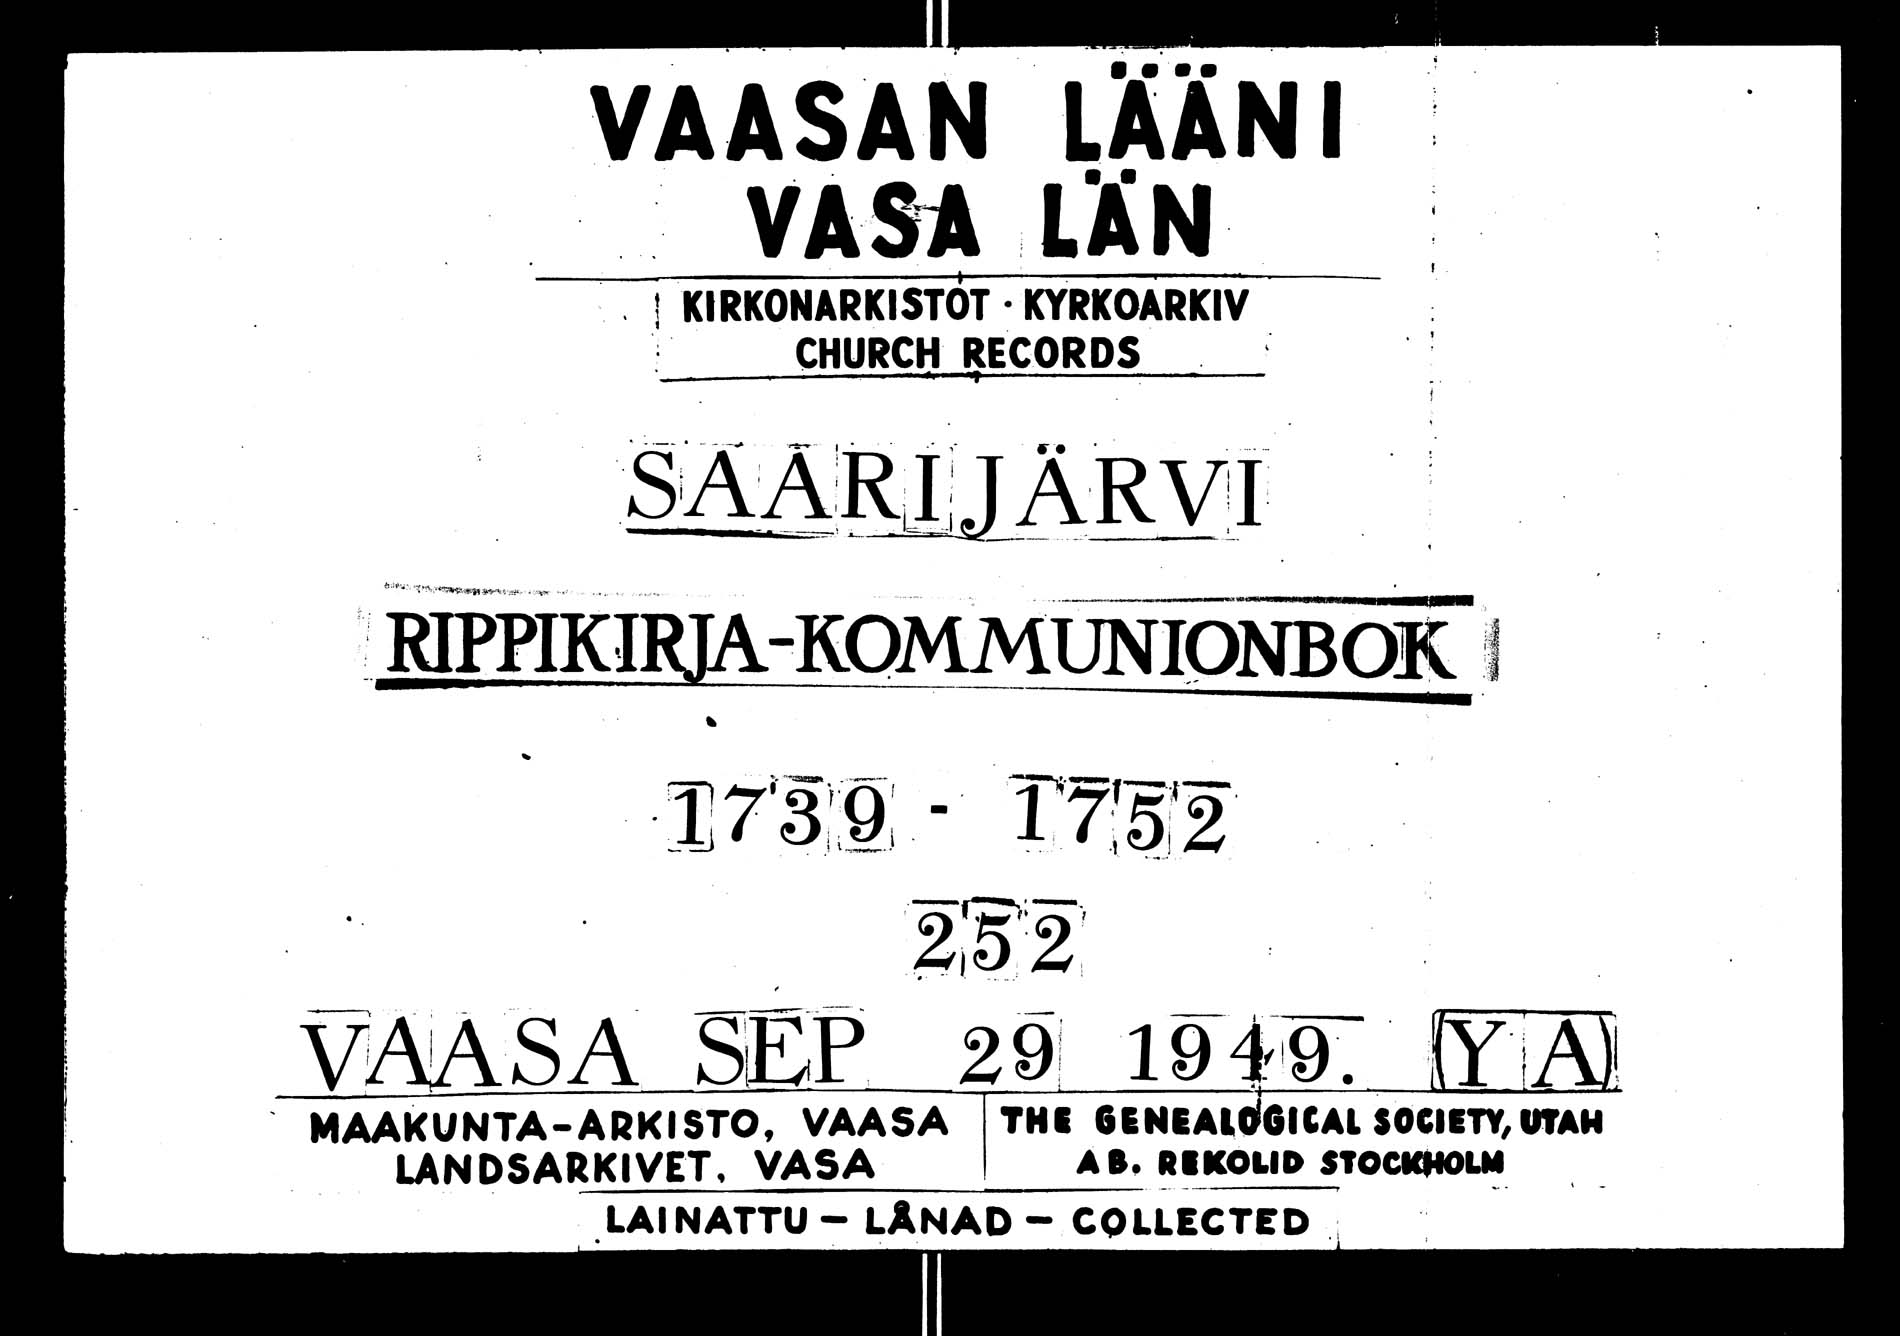 VAASAN LÄÄNI
VASA LÄN
KIRKONARKISTOT · KYRKOARKIV
CHURCH RECORDS
SAARIJÄRVI
RIPPIKIRJA-KOMMUNIONBOK
1739 - 1752
252
VAASA SEP 29 1949. (YA)
MAAKUNTA-ARKISTO, VAASA
LANDSARKIVET, VASA
THE GENEALOGICAL SOCIETY, UTAH
AB. REKOLID STOCKHOLM
LAINATTU – LÅNAD – COLLECTED